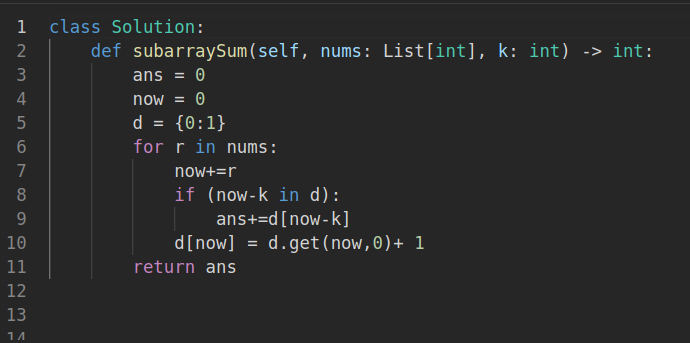 1 class Solution:
2     def subarraySum(self, nums: List[int], k: int) -> int:
3         ans = 0
4         now = 0
5         d = {0:1}
6         for r in nums:
7             now+=r
8             if (now-k in d):
9                 ans+=d[now-k]
10             d[now] = d.get(now,0)+ 1
11         return ans
12
13
14